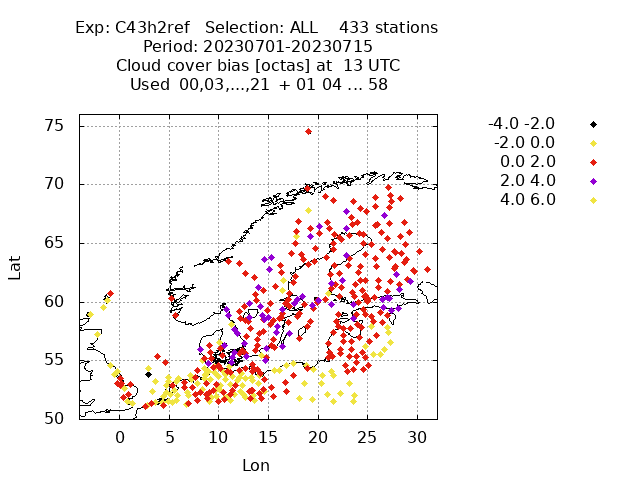 Exp: C43h2ref   Selection: ALL    433 stations
Period: 20230701-20230715
Cloud cover bias [octas] at  13 UTC
Used  00,03,...,21  + 01 04 ... 58
-4.0 -2.0
-2.0 0.0
0.0 2.0
2.0 4.0
4.0 6.0
75
70
65
60
55
50
Lat
0 5 10 15 20 25 30
Lon